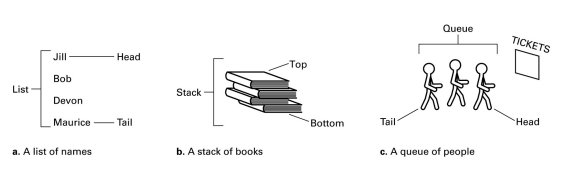 List
Jill Head
Bob
Devon
Maurice Tail
a. A list of names
Stack
Top
Bottom
b. A stack of books
Queue
TICKETS
Tail
Head
c. A queue of people